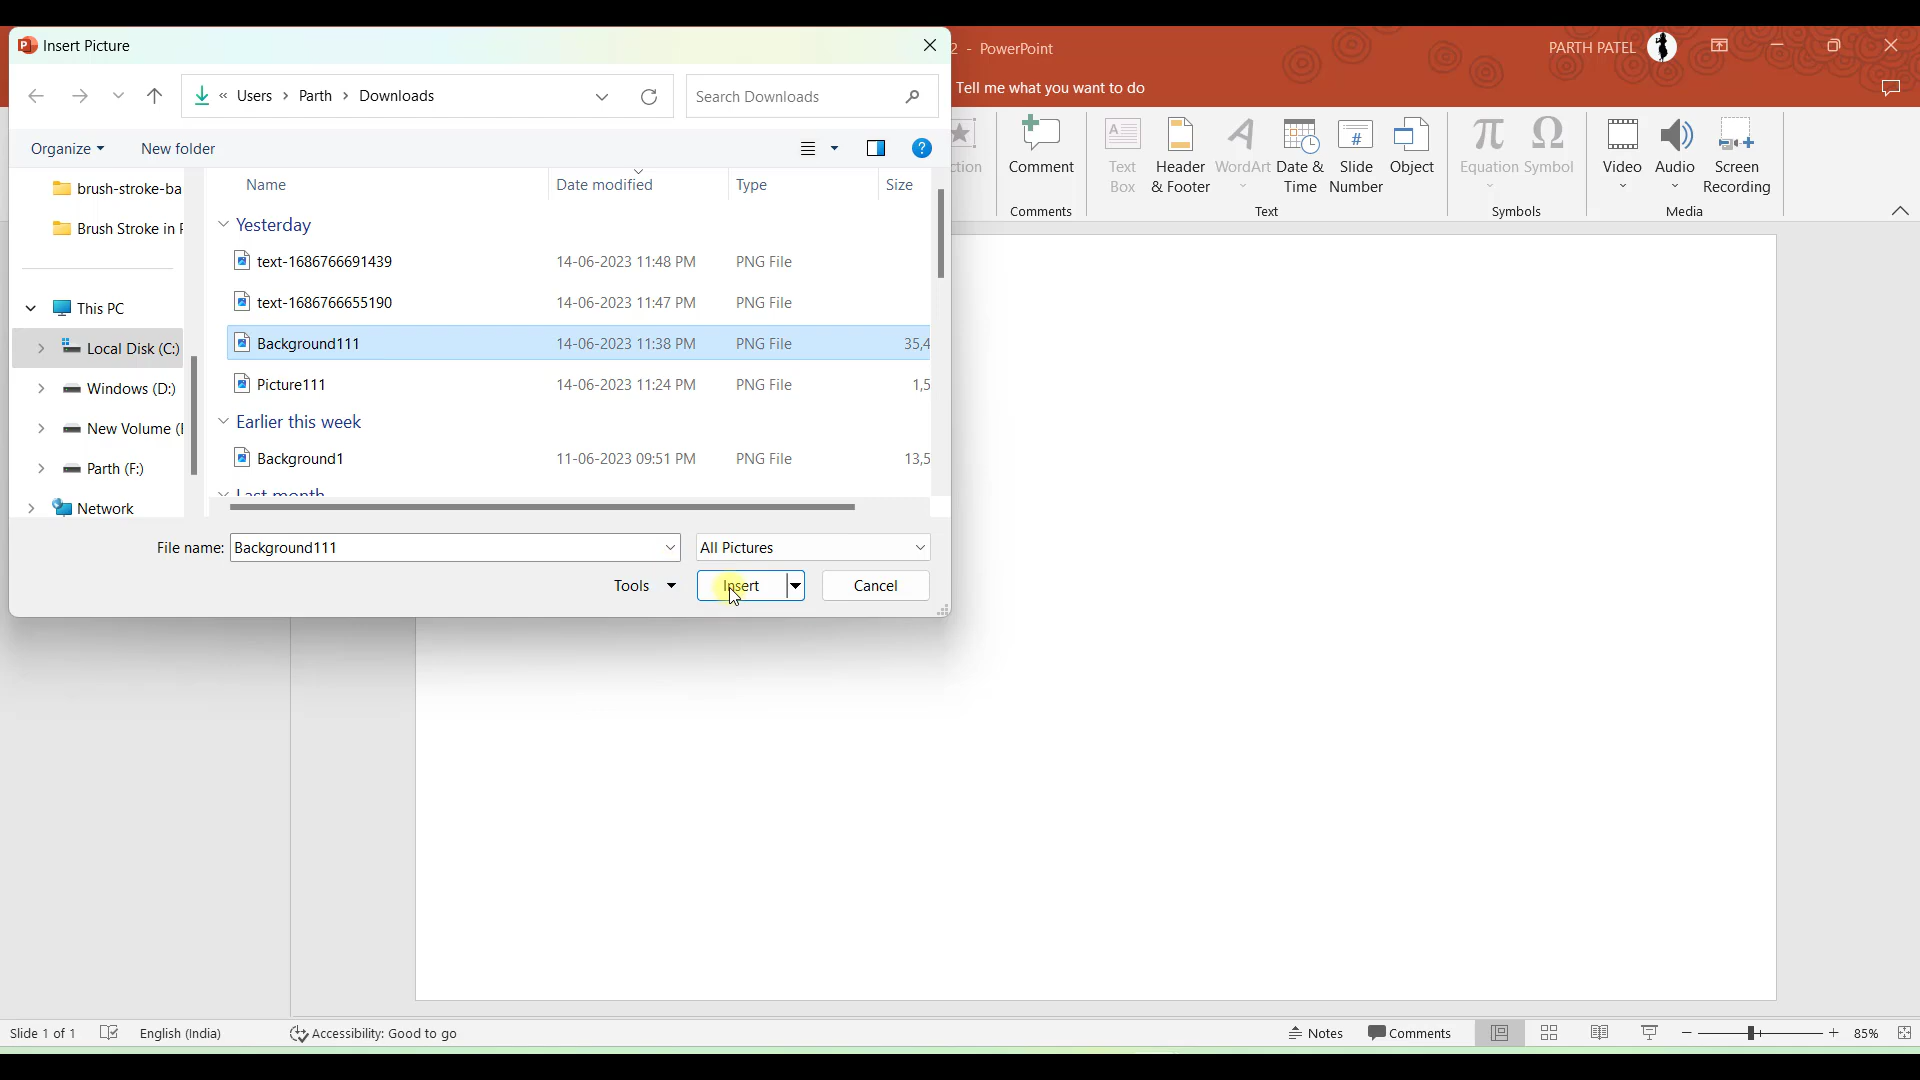 Insert Picture
2 - PowerPoint
PARTH PATEL
Users
Parth
Downloads
Search Downloads
Tell me what you want to do
Organize
New folder
brush-stroke-ba
Brush Stroke in
This PC
Local Disk (C:)
Windows (D:)
New Volume (
Parth (F:)
Network
Name Date modified Type Size
Yesterday
text-1686766691439 14-06-2023 11:48 PM PNG File
text-1686766655190 14-06-2023 11:47 PM PNG File
Background111 14-06-2023 11:38 PM PNG File 35,4
Picture111 14-06-2023 11:24 PM PNG File 1,5
Earlier this week
Background1 11-06-2023 09:51 PM PNG File 13,5
Last month
File name: Background111 All Pictures
Tools Insert Cancel
ction
Comment
Comments
Text Box
Header & Footer
WordArt
Date & Time
Slide Number
Object
Text
Equation
Symbol
Symbols
Video
Audio
Screen Recording
Media
Slide 1 of 1 English (India) Accessibility: Good to go Notes Comments 85%